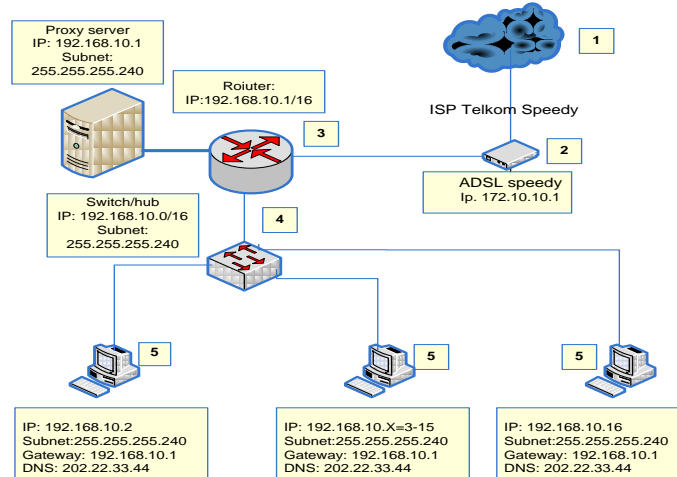 Proxy server
IP: 192.168.10.1
Subnet:
255.255.255.240
Roiuter:
IP:192.168.10.1/16
3
1
ISP Telkom Speedy
2
ADSL speedy
Ip. 172.10.10.1
Switch/hub
IP: 192.168.10.0/16
Subnet:
255.255.255.240
4
5
5
5
IP: 192.168.10.2
Subnet:255.255.255.240
Gateway: 192.168.10.1
DNS: 202.22.33.44
IP: 192.168.10.X=3-15
Subnet:255.255.255.240
Gateway: 192.168.10.1
DNS: 202.22.33.44
IP: 192.168.10.16
Subnet:255.255.255.240
Gateway: 192.168.10.1
DNS: 202.22.33.44